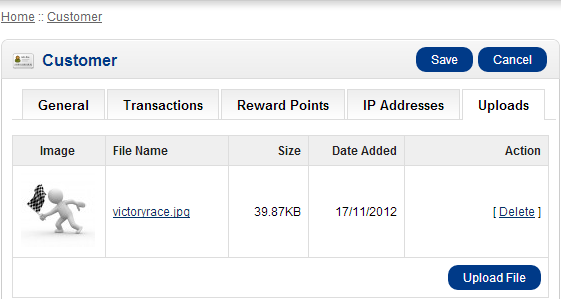 Home :: Customer
Customer
Save Cancel
General Transactions Reward Points IP Addresses Uploads
Image File Name Size Date Added Action
victoryrace.jpg 39.87KB 17/11/2012 [ Delete ]
Upload File